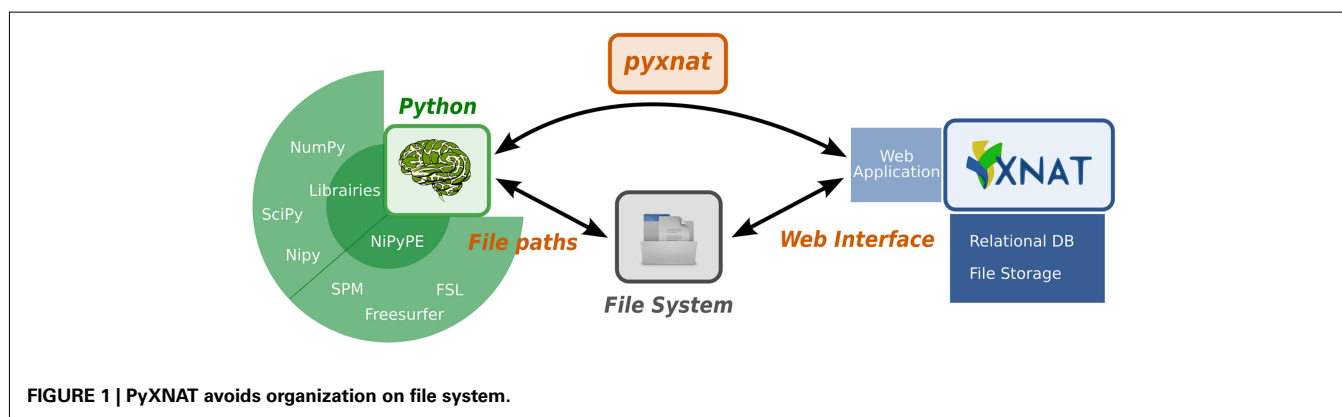 pyxnat
Python
NumPy
Librairies
SciPy
Nipy
NiPyPE
SPM
FSL
Freesurfer
File paths
File System
Web Interface
Web
Application
XNAT
Relational DB
File Storage
FIGURE 1 | PyXNAT avoids organization on file system.